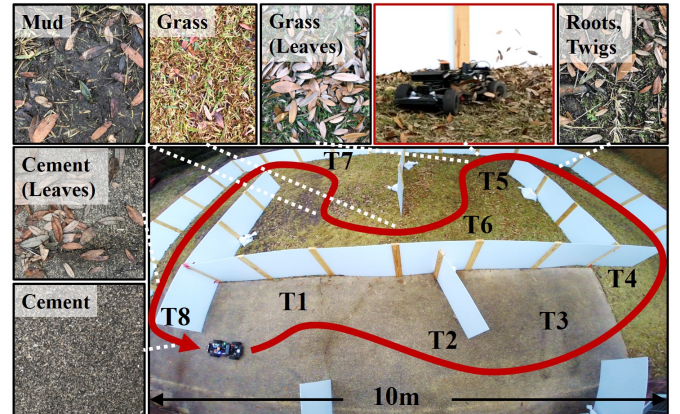 Mud
Grass
Grass
(Leaves)
Roots,
Twigs
Cement
(Leaves)
Cement
T7
T5
T6
T4
T1
T2
T3
T8
10m